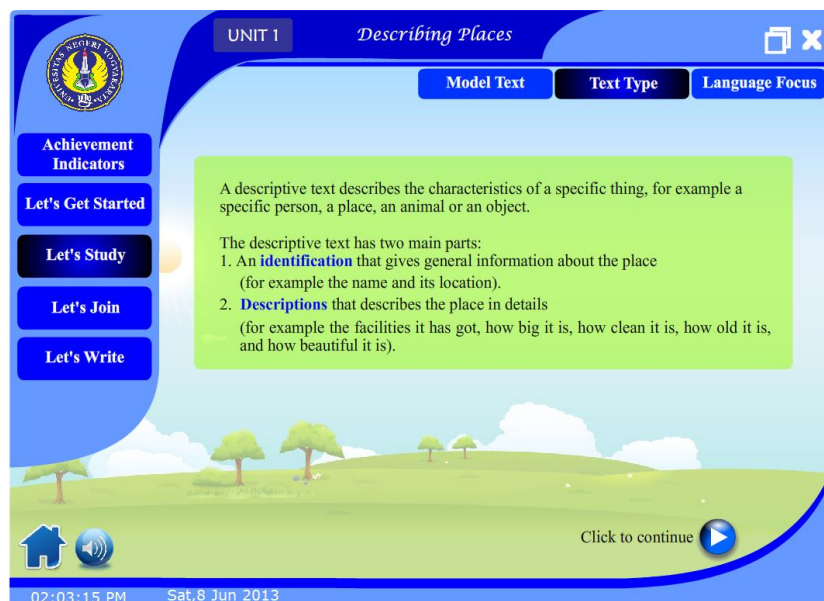 UNIT 1
Describing Places
Model Text
Text Type
Language Focus
UNIVERSITAS NEGERI YOGYAKARTA
Achievement
Indicators
Let's Get Started
Let's Study
Let's Join
Let's Write
A descriptive text describes the characteristics of a specific thing, for example a
specific person, a place, an animal or an object.
The descriptive text has two main parts:
1. An identification that gives general information about the place
(for example the name and its location).
2. Descriptions that describes the place in details
(for example the facilities it has got, how big it is, how clean it is, how old it is,
and how beautiful it is).
Click to continue
02:03:15 PM
Sat,8 Jun 2013